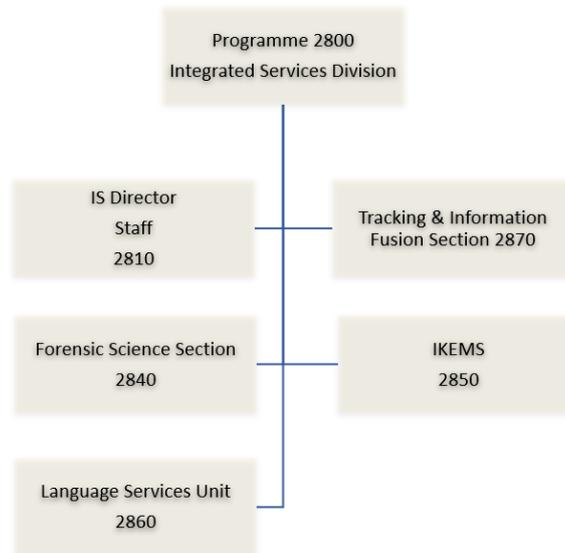 Programme 2800
Integrated Services Division
IS Director
Staff
2810
Tracking & Information
Fusion Section 2870
Forensic Science Section
2840
IKEMS
2850
Language Services Unit
2860